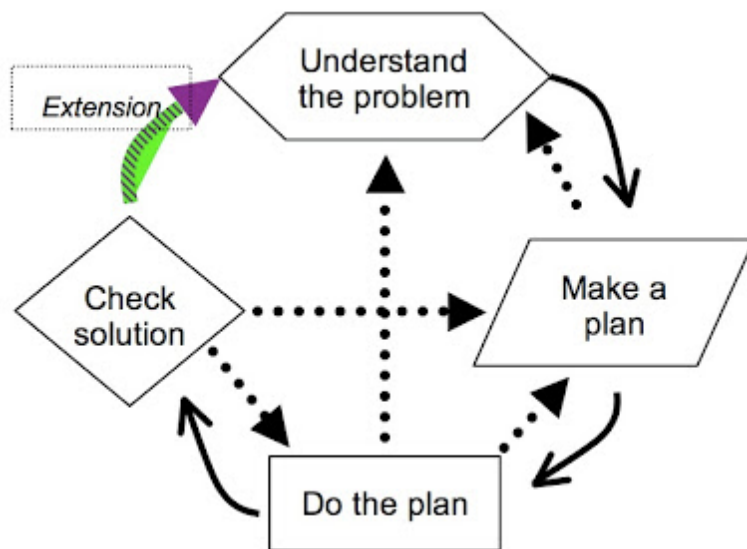 Understand
the problem
Extension
Check
solution
Make a
plan
Do the plan